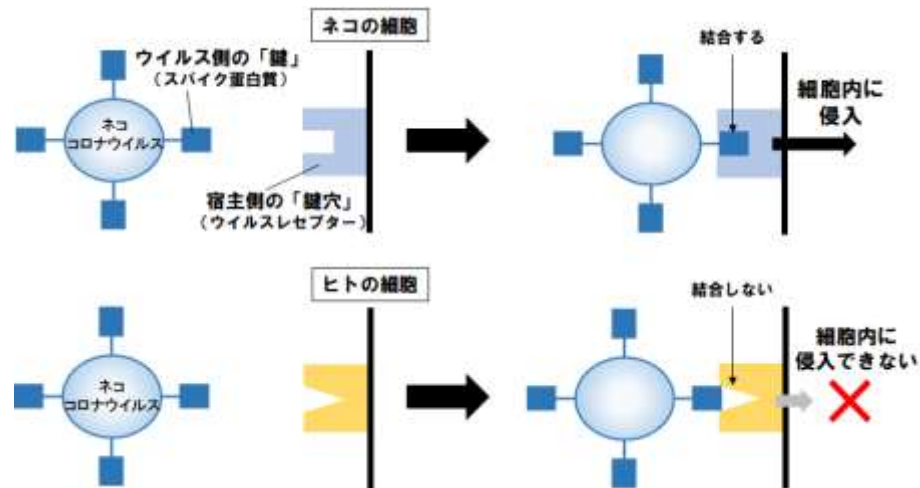 ネコの細胞
ウイルス側の「鍵」
（スパイク蛋白質）
ネコ
コロナウイルス
宿主側の「鍵穴」
（ウイルスレセプター）
結合する
細胞内に
侵入
ヒトの細胞
ネコ
コロナウイルス
結合しない
細胞内に
侵入できない